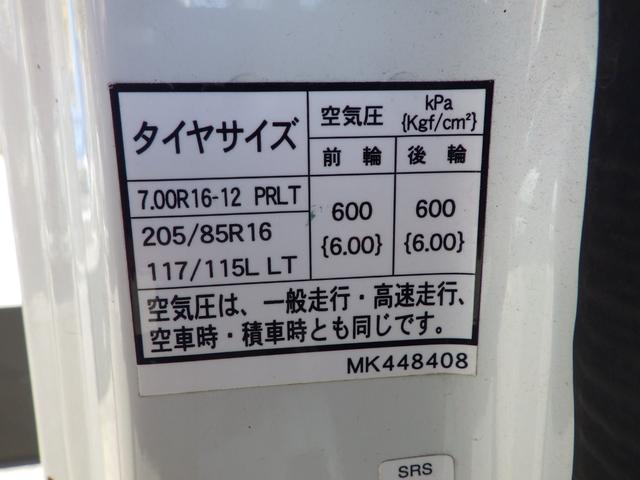 タイヤサイズ
空気圧 kPa
{Kgf/cm²}
前輪 後輪
7.00R16-12 PRLT
205/85R16
117/115L LT
600 600
{6.00} {6.00}
空気圧は、一般走行・高速走行、
空車時・積車時とも同じです。
MK448408
SRS